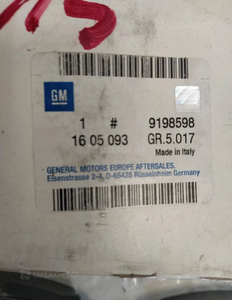 GM
1 # 9198598
16 05 093 GR.5.017
Made in Italy
GENERAL MOTORS EUROPE AFTERSALES.
Eisenstrasse 2-4, D-65428 Rüsselsheim Germany